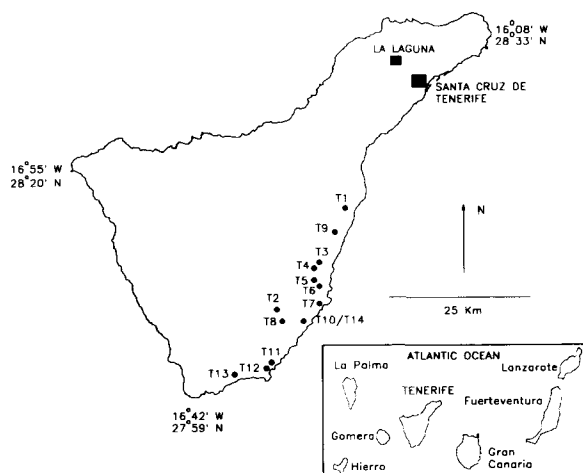 16°08' W
28°33' N
LA LAGUNA
SANTA CRUZ DE
TENERIFE
16°55' W
28°20' N
T1
T9
N
T3
T4
T5
T6
T7
25 Km
T2
T8
T10/T14
T11
T12
T13
16°42' W
27°59' N
ATLANTIC OCEAN
La Palma
Lanzarote
TENERIFE
Fuerteventura
Gomera
Gran
Canaria
Hierro